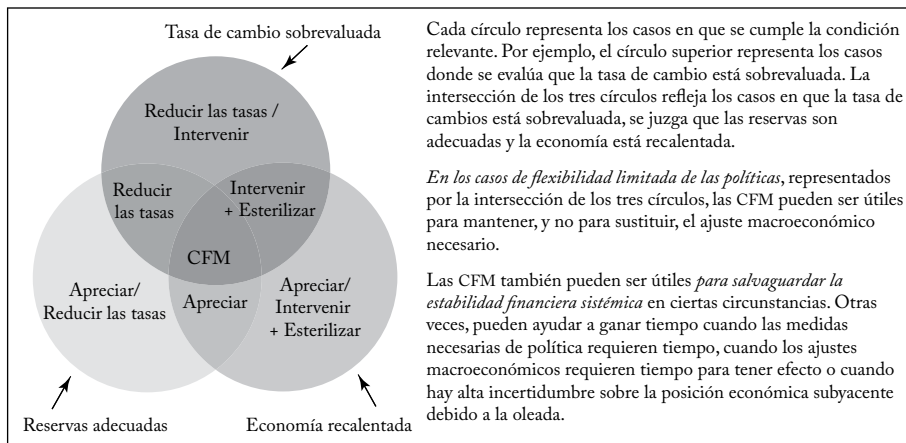 Tasa de cambio sobrevaluada
Reducir las tasas /
Intervenir
Reducir
las tasas
Intervenir
+ Esterilizar
CFM
Apreciar/
Reducir las tasas
Apreciar
Apreciar/
Intervenir
+ Esterilizar
Reservas adecuadas
Economía recalentada
Cada círculo representa los casos en que se cumple la condición
relevante. Por ejemplo, el círculo superior representa los casos
donde se evalúa que la tasa de cambio está sobrevaluada. La
intersección de los tres círculos refleja los casos en que la tasa de
cambios está sobrevaluada, se juzga que las reservas son
adecuadas y la economía está recalentada.
En los casos de flexibilidad limitada de las políticas, representados
por la intersección de los tres círculos, las CFM pueden ser útiles
para mantener, y no para sustituir, el ajuste macroeconómico
necesario.
Las CFM también pueden ser útiles para salvaguardar la
estabilidad financiera sistémica en ciertas circunstancias. Otras
veces, pueden ayudar a ganar tiempo cuando las medidas
necesarias de política requieren tiempo, cuando los ajustes
macroeconómicos requieren tiempo para tener efecto o cuando
hay alta incertidumbre sobre la posición económica subyacente
debido a la oleada.